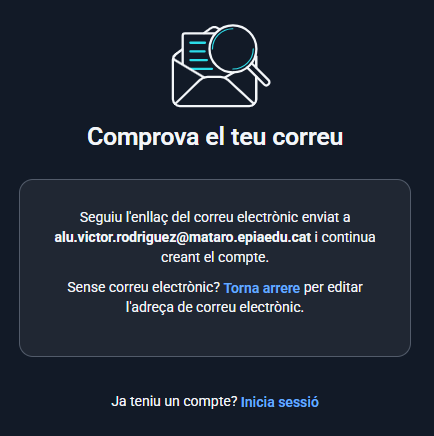 Comprova el teu correu
Seguiu l'enllaç del correu electrònic enviat a
alu.victor.rodriguez@mataro.epiaedu.cat i continua
creant el compte.
Sense correu electrònic? Torna arrere per editar
l'adreça de correu electrònic.
Ja teniu un compte? Inicia sessió